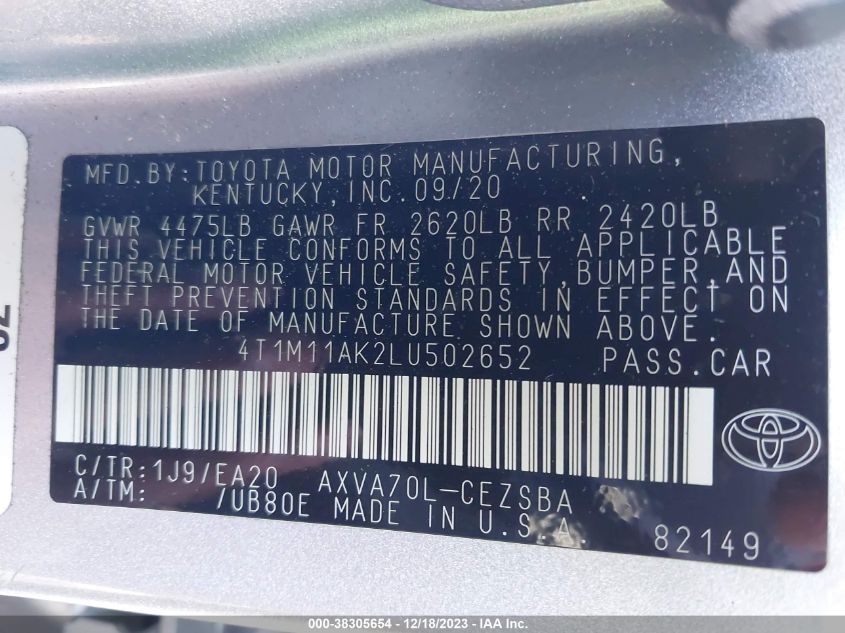 MFD.BY:TOYOTA MOTOR MANUFACTURING,
KENTUCKY,INC.09/20
GVWR 4475LB GAWR FR 2620LB RR 2420LB
THIS VEHICLE CONFORMS TO ALL APPLICABLE
FEDERAL MOTOR VEHICLE SAFETY,BUMPER,AND
THEFT PREVENTION STANDARDS IN EFFECT ON
THE DATE OF MANUFACTURE SHOWN ABOVE.
4T1M11AK2LU502652 PASS.CAR
C/TR:1J9/EA20 AXVA70L-CEZSBA
A/TM: /UB80E MADE IN U.S.A.
82149
000-38305654 - 12/18/2023 - IAA Inc.